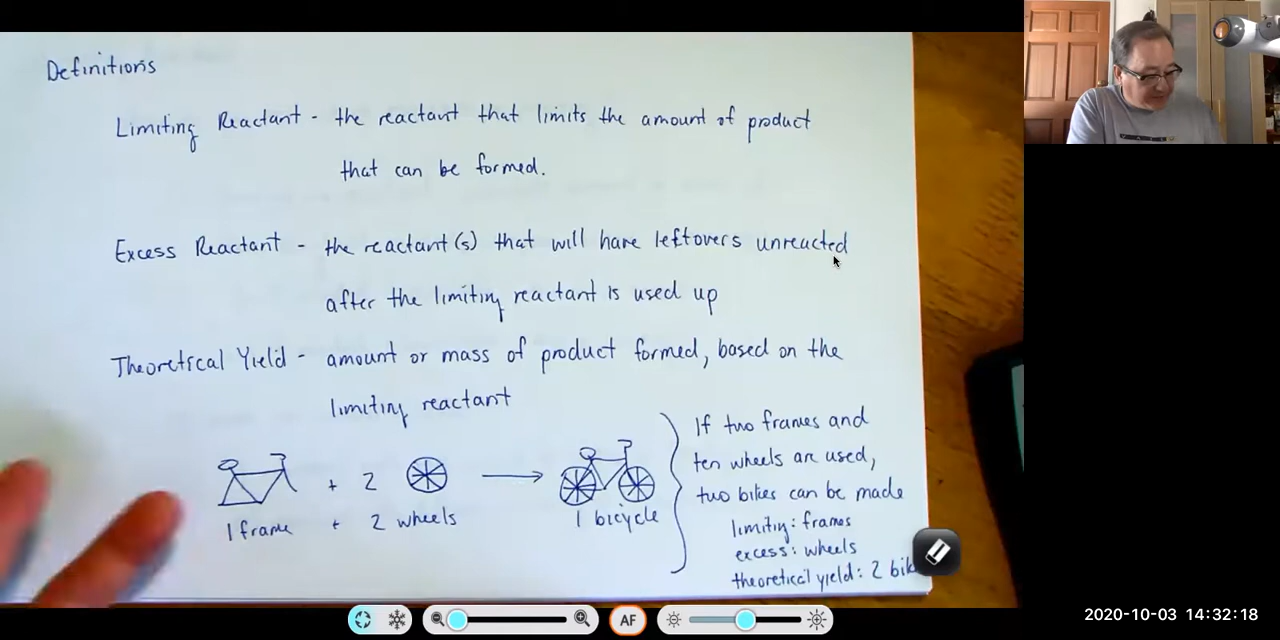 Definitions
Limiting Reactant - the reactant that limits the amount of product
that can be formed.
Excess Reactant - the reactant(s) that will have leftovers unreacted
after the limiting reactant is used up
Theoretical Yield - amount or mass of product formed, based on the
limiting reactant
+ 2 →
1 frame + 2 wheels 1 bicycle
If two frames and
ten wheels are used,
two bikes can be made
limiting: frames
excess: wheels
theoretical yield: 2 bik
AF
2020-10-03 14:32:18